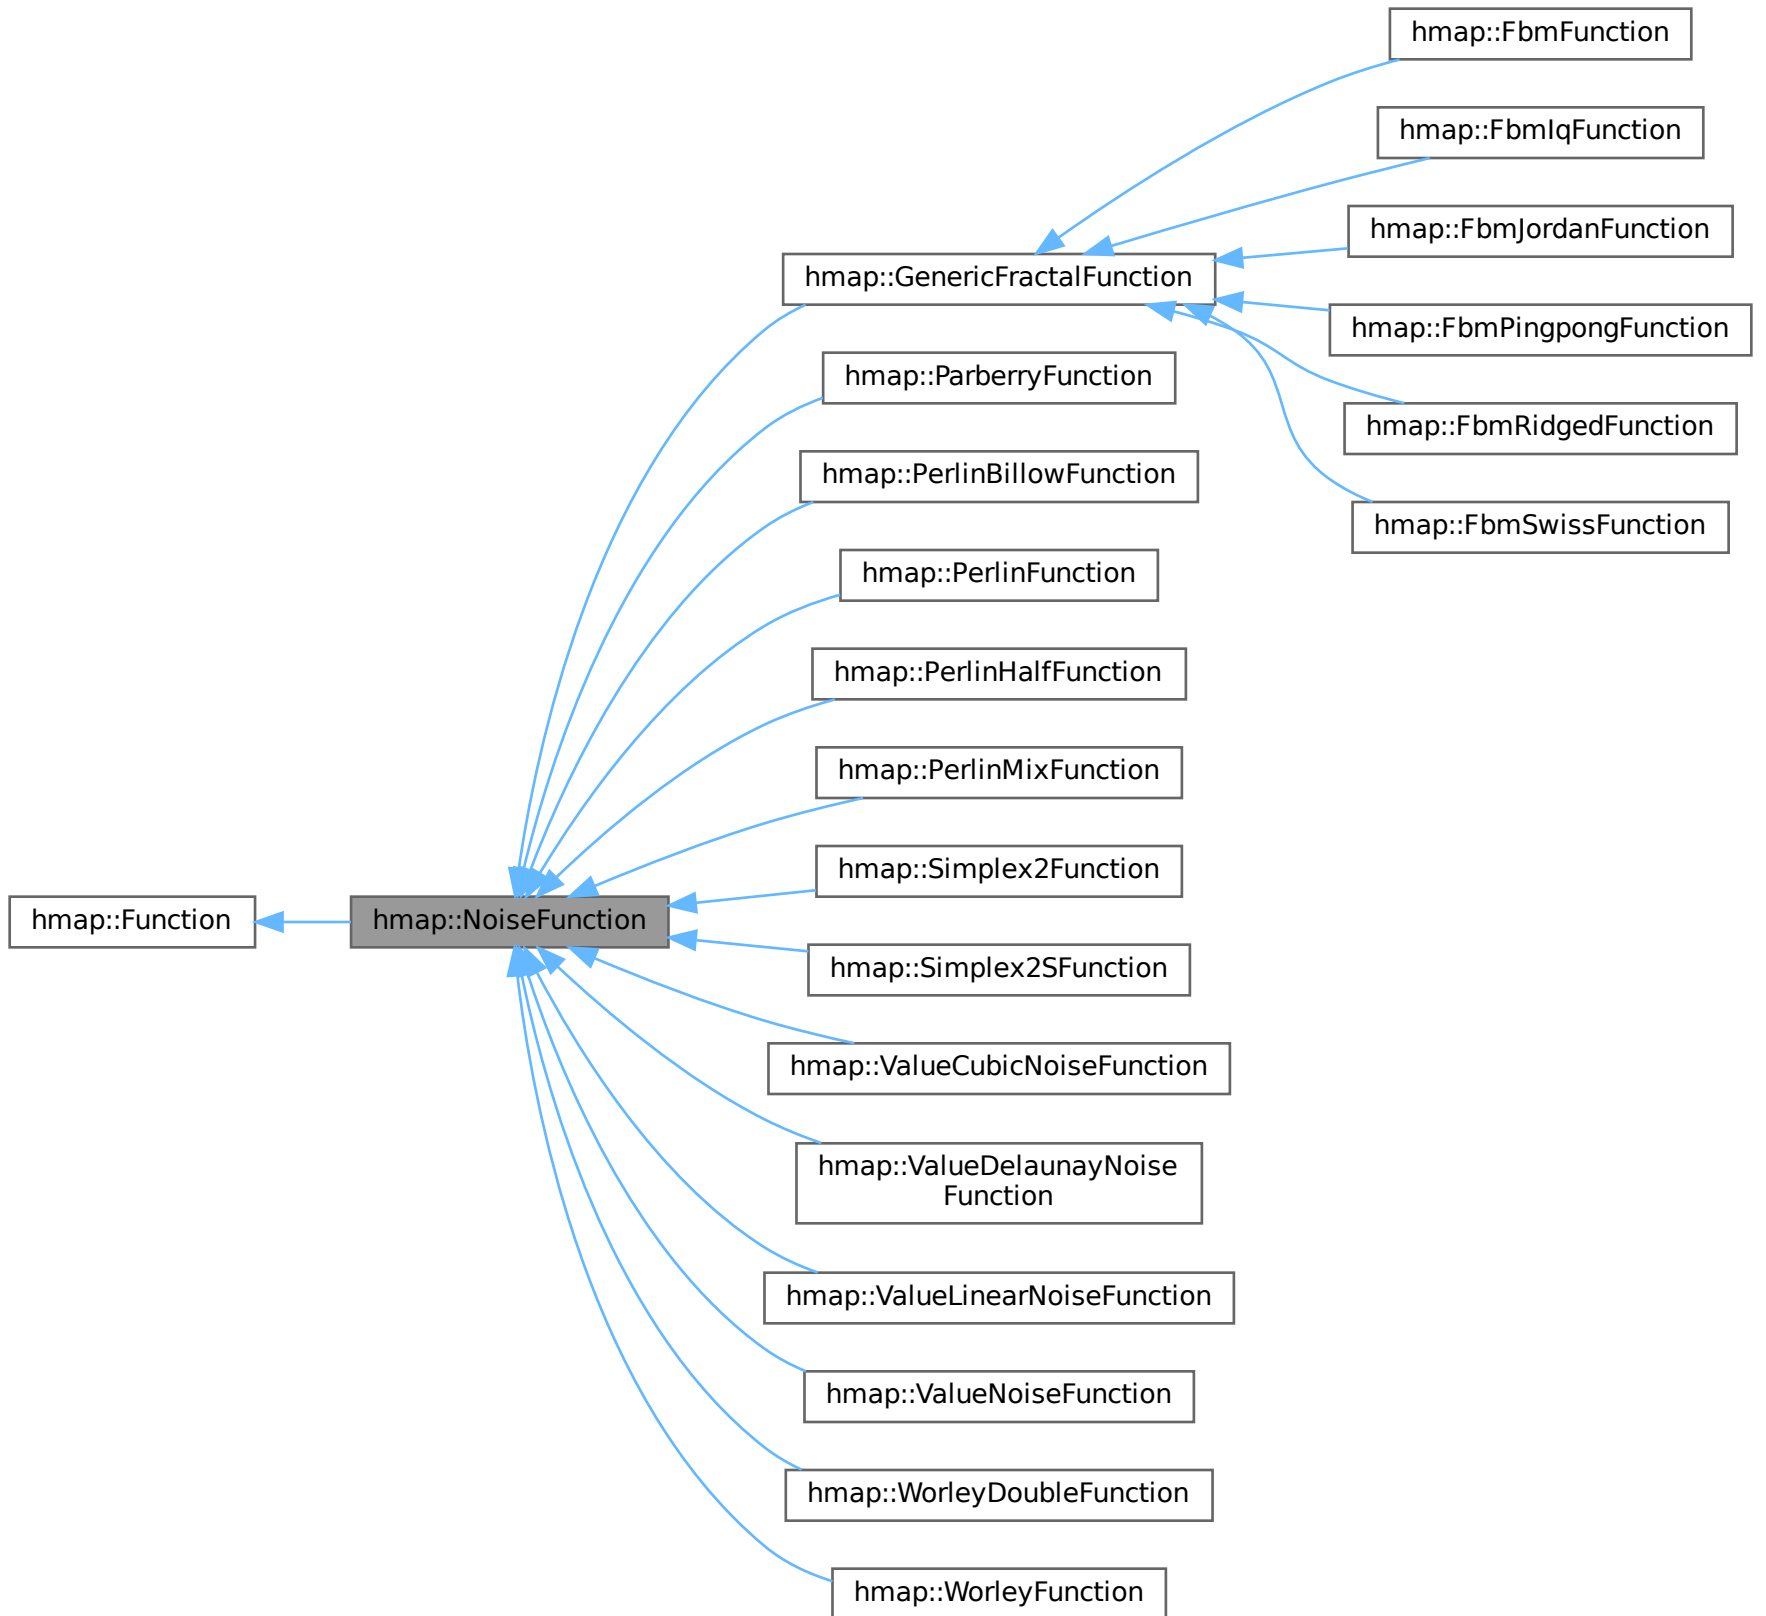 hmap::Function
hmap::NoiseFunction
hmap::GenericFractalFunction
hmap::FbmFunction
hmap::FbmIqFunction
hmap::FbmJordanFunction
hmap::FbmPingpongFunction
hmap::FbmRidgedFunction
hmap::FbmSwissFunction
hmap::ParberryFunction
hmap::PerlinBillowFunction
hmap::PerlinFunction
hmap::PerlinHalfFunction
hmap::PerlinMixFunction
hmap::Simplex2Function
hmap::Simplex2SFunction
hmap::ValueCubicNoiseFunction
hmap::ValueDelaunayNoise
Function
hmap::ValueLinearNoiseFunction
hmap::ValueNoiseFunction
hmap::WorleyDoubleFunction
hmap::WorleyFunction